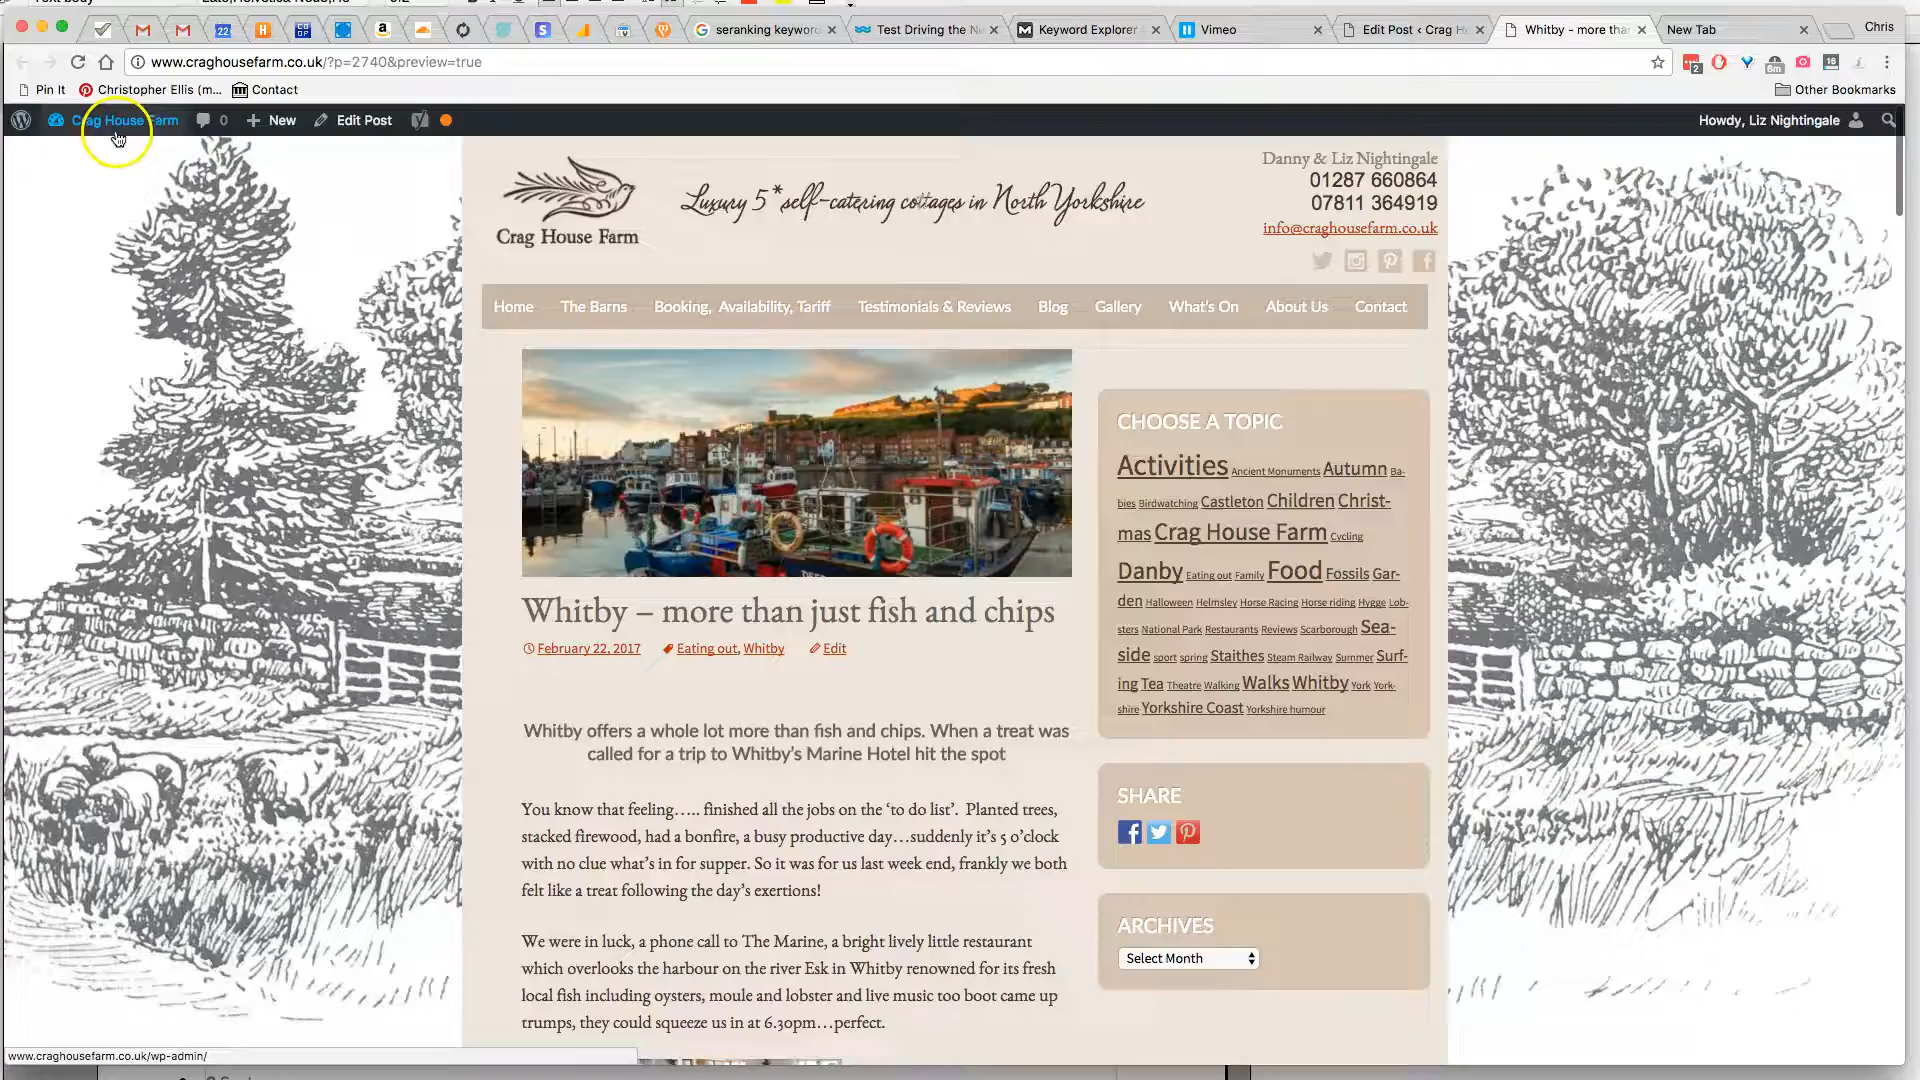 Text body
22
CO
OP
S
seranking keyword
Test Driving the Ne
Keyword Explorer
Vimeo
Edit Post ‹ Crag H
Whitby – more than
New Tab
Chris
www.craghousefarm.co.uk/?p=2740&preview=true
2
6m
16
Pin It
Christopher Ellis (m...
Contact
Other Bookmarks
Crag House Farm
0
New
Edit Post
Howdy, Liz Nightingale
Crag House Farm
Luxury 5* self-catering cottages in North Yorkshire
Danny & Liz Nightingale
01287 660864
07811 364919
info@craghousefarm.co.uk
Home The Barns Booking, Availability, Tariff Testimonials & Reviews Blog Gallery What's On About Us Contact
Whitby – more than just fish and chips
February 22, 2017 Eating out, Whitby Edit
Whitby offers a whole lot more than fish and chips. When a treat was
called for a trip to Whitby's Marine Hotel hit the spot
You know that feeling….. finished all the jobs on the 'to do list'. Planted trees,
stacked firewood, had a bonfire, a busy productive day…suddenly it's 5 o'clock
with no clue what's in for supper. So it was for us last week end, frankly we both
felt like a treat following the day's exertions!
We were in luck, a phone call to The Marine, a bright lively little restaurant
which overlooks the harbour on the river Esk in Whitby renowned for its fresh
local fish including oysters, moule and lobster and live music too boot came up
trumps, they could squeeze us in at 6.30pm…perfect.
CHOOSE A TOPIC
Activities Ancient Monuments Autumn Ba-
bies Birdwatching Castleton Children Christ-
mas Crag House Farm Cycling
Danby Eating out Family Food Fossils Gar-
den Halloween Helmsley Horse Racing Horse riding Hygge Lob-
sters National Park Restaurants Reviews Scarborough Sea-
side sport spring Staithes Steam Railway Summer Surf-
ing Tea Theatre Walking Walks Whitby York York-
shire Yorkshire Coast Yorkshire humour
SHARE
ARCHIVES
Select Month
www.craghousefarm.co.uk/wp-admin/